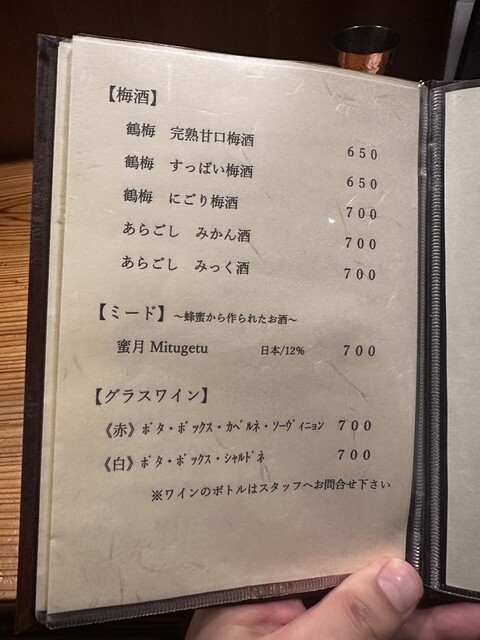 【梅酒】
鶴梅　完熟甘口梅酒　650
鶴梅　すっぱい梅酒　650
鶴梅　にごり梅酒　700
あらごし　みかん酒　700
あらごし　みっく酒　700
【ミード】～蜂蜜から作られたお酒～
蜜月 Mitugetu　日本/12%　700
【グラスワイン】
《赤》ﾎﾞﾀ・ﾎﾞｯｸｽ・ｶﾍﾞﾙﾈ・ｿｰｳﾞｨﾆｮﾝ　700
《白》ﾎﾞﾀ・ﾎﾞｯｸｽ・ｼｬﾙﾄﾞﾈ　700
※ワインのボトルはスタッフへお問合せ下さい